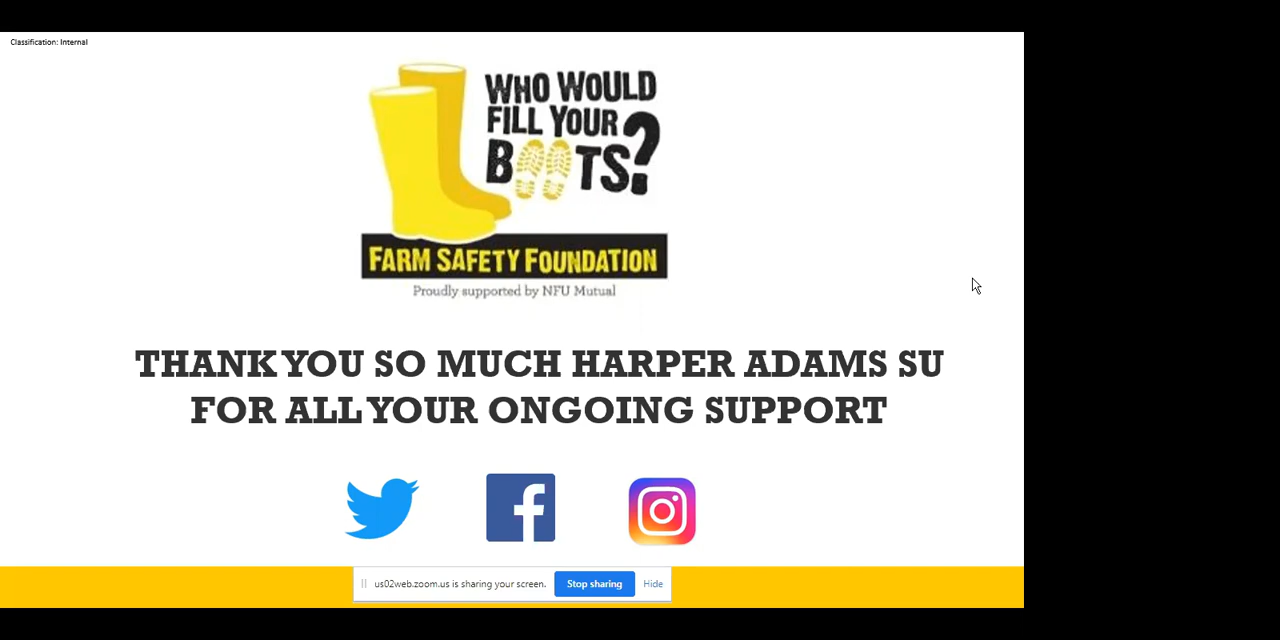 Classification: Internal
WHO WOULD
FILL YOUR
BOOTS?
FARM SAFETY FOUNDATION
Proudly supported by NFU Mutual
THANK YOU SO MUCH HARPER ADAMS SU
FOR ALL YOUR ONGOING SUPPORT
us02web.zoom.us is sharing your screen. Stop sharing Hide